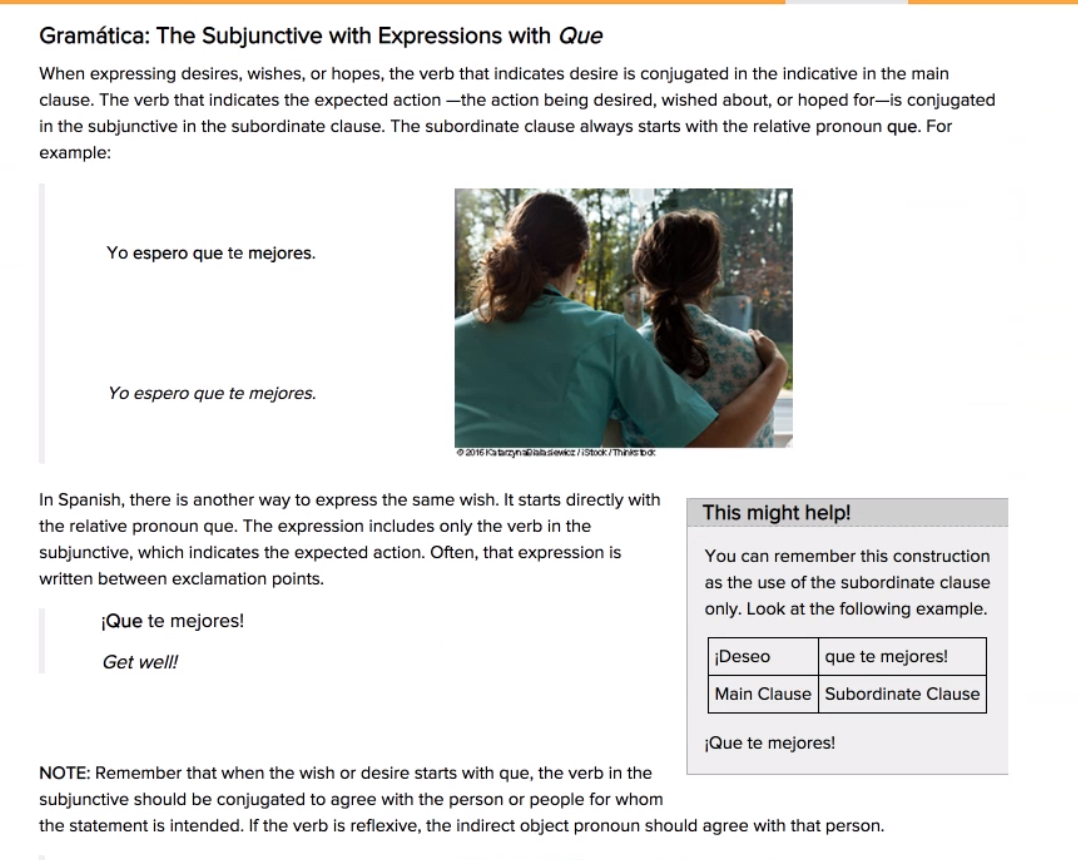 Gramática: The Subjunctive with Expressions with Que
When expressing desires, wishes, or hopes, the verb that indicates desire is conjugated in the indicative in the main
clause. The verb that indicates the expected action —the action being desired, wished about, or hoped for—is conjugated
in the subjunctive in the subordinate clause. The subordinate clause always starts with the relative pronoun que. For
example:
Yo espero que te mejores.
Yo espero que te mejores.
© 2016 KatarzynaBialasiewicz / iStock / Thinkstock
In Spanish, there is another way to express the same wish. It starts directly with
the relative pronoun que. The expression includes only the verb in the
subjunctive, which indicates the expected action. Often, that expression is
written between exclamation points.
¡Que te mejores!
Get well!
This might help!
You can remember this construction
as the use of the subordinate clause
only. Look at the following example.
¡Deseo que te mejores!
Main Clause Subordinate Clause
¡Que te mejores!
NOTE: Remember that when the wish or desire starts with que, the verb in the
subjunctive should be conjugated to agree with the person or people for whom
the statement is intended. If the verb is reflexive, the indirect object pronoun should agree with that person.